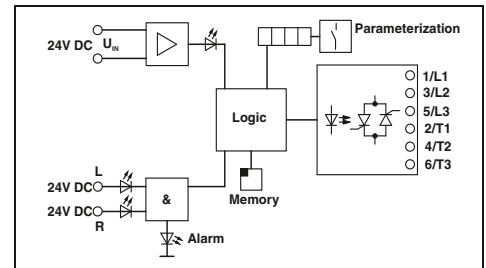 Parameterization
24V DC U_IN
1/L1
3/L2
5/L3
2/T1
4/T2
6/T3
Logic
L
24V DC
&
24V DC
R
Memory
Alarm